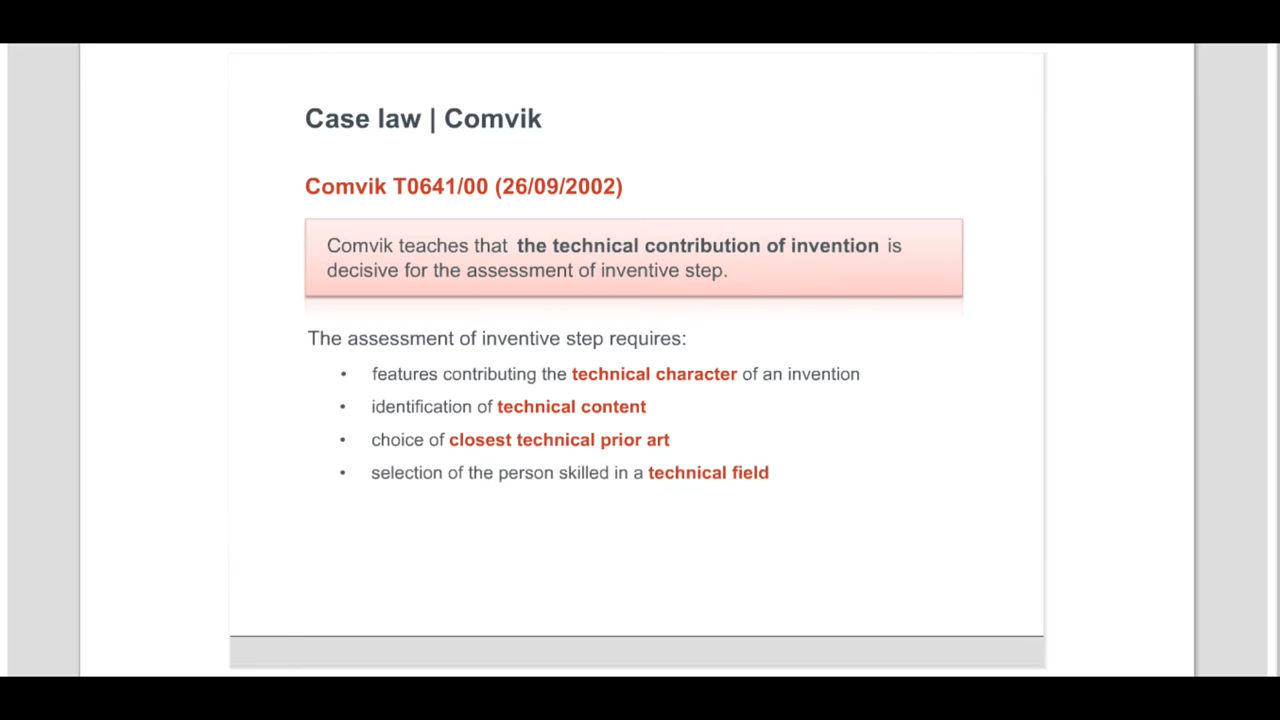 Case law | Comvik
Comvik T0641/00 (26/09/2002)
Comvik teaches that the technical contribution of invention is
decisive for the assessment of inventive step.
The assessment of inventive step requires:
• features contributing the technical character of an invention
• identification of technical content
• choice of closest technical prior art
• selection of the person skilled in a technical field